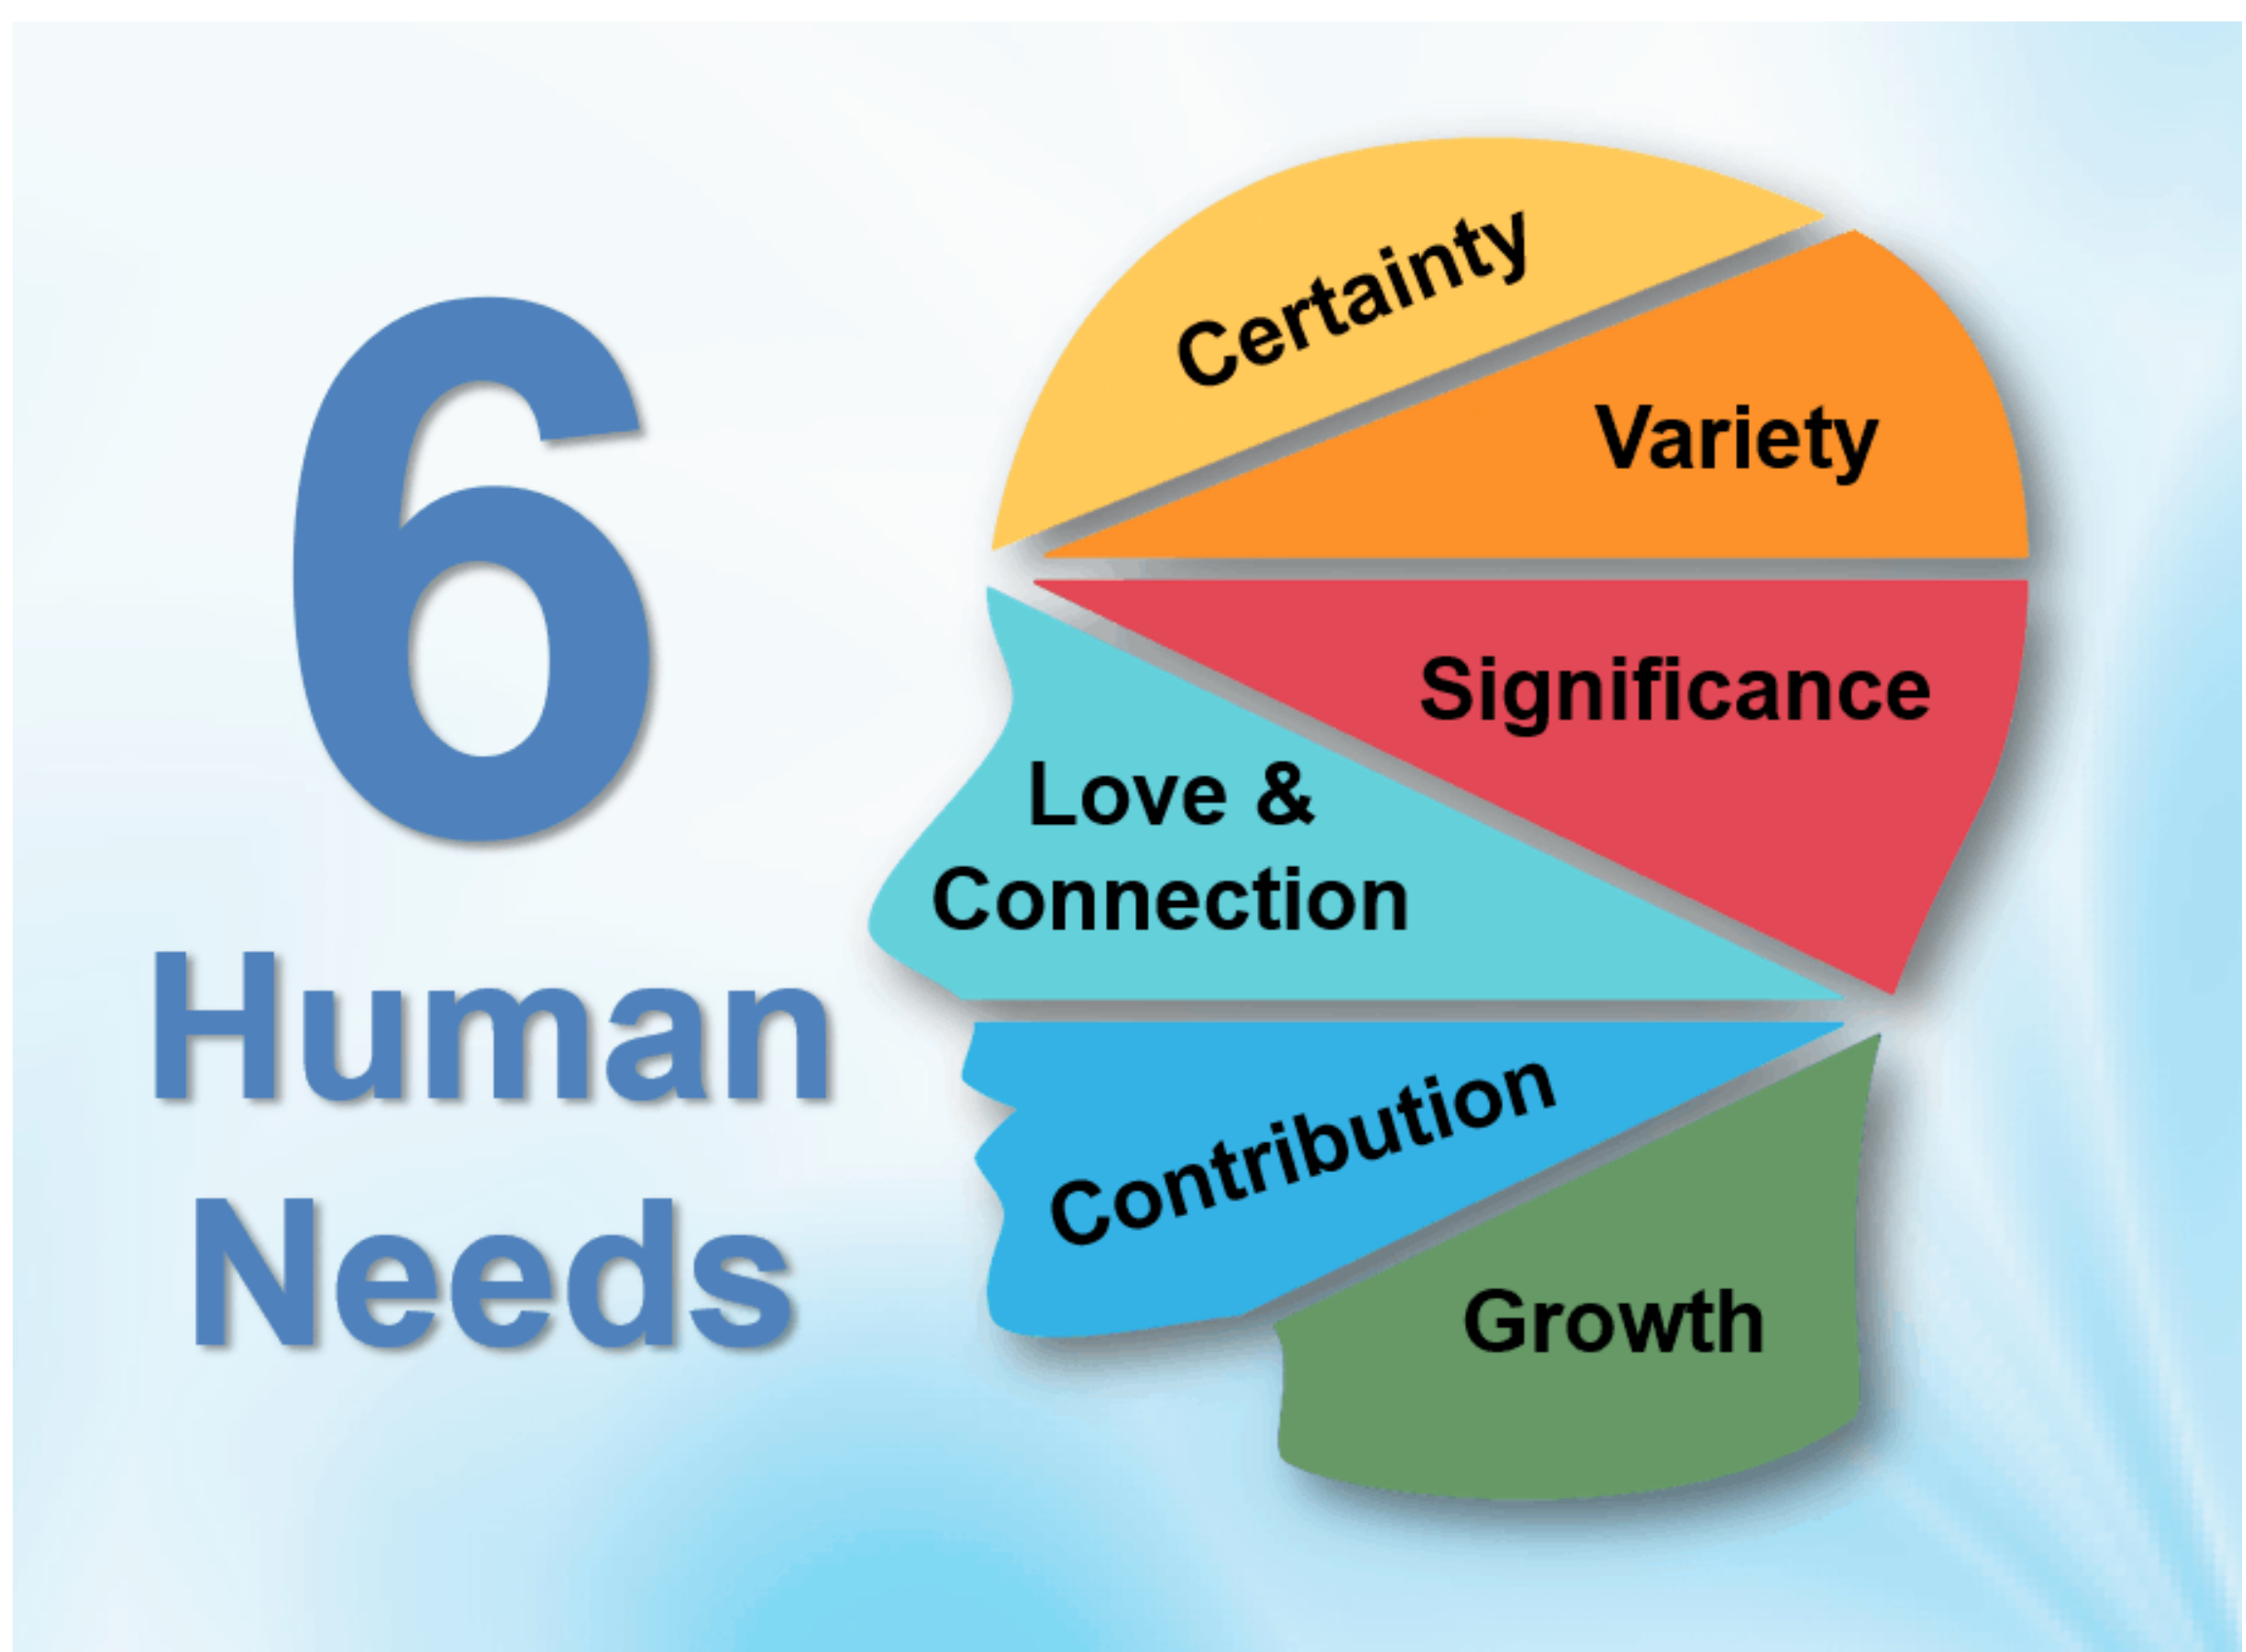 6
Human
Needs
Certainty
Variety
Significance
Love &
Connection
Contribution
Growth